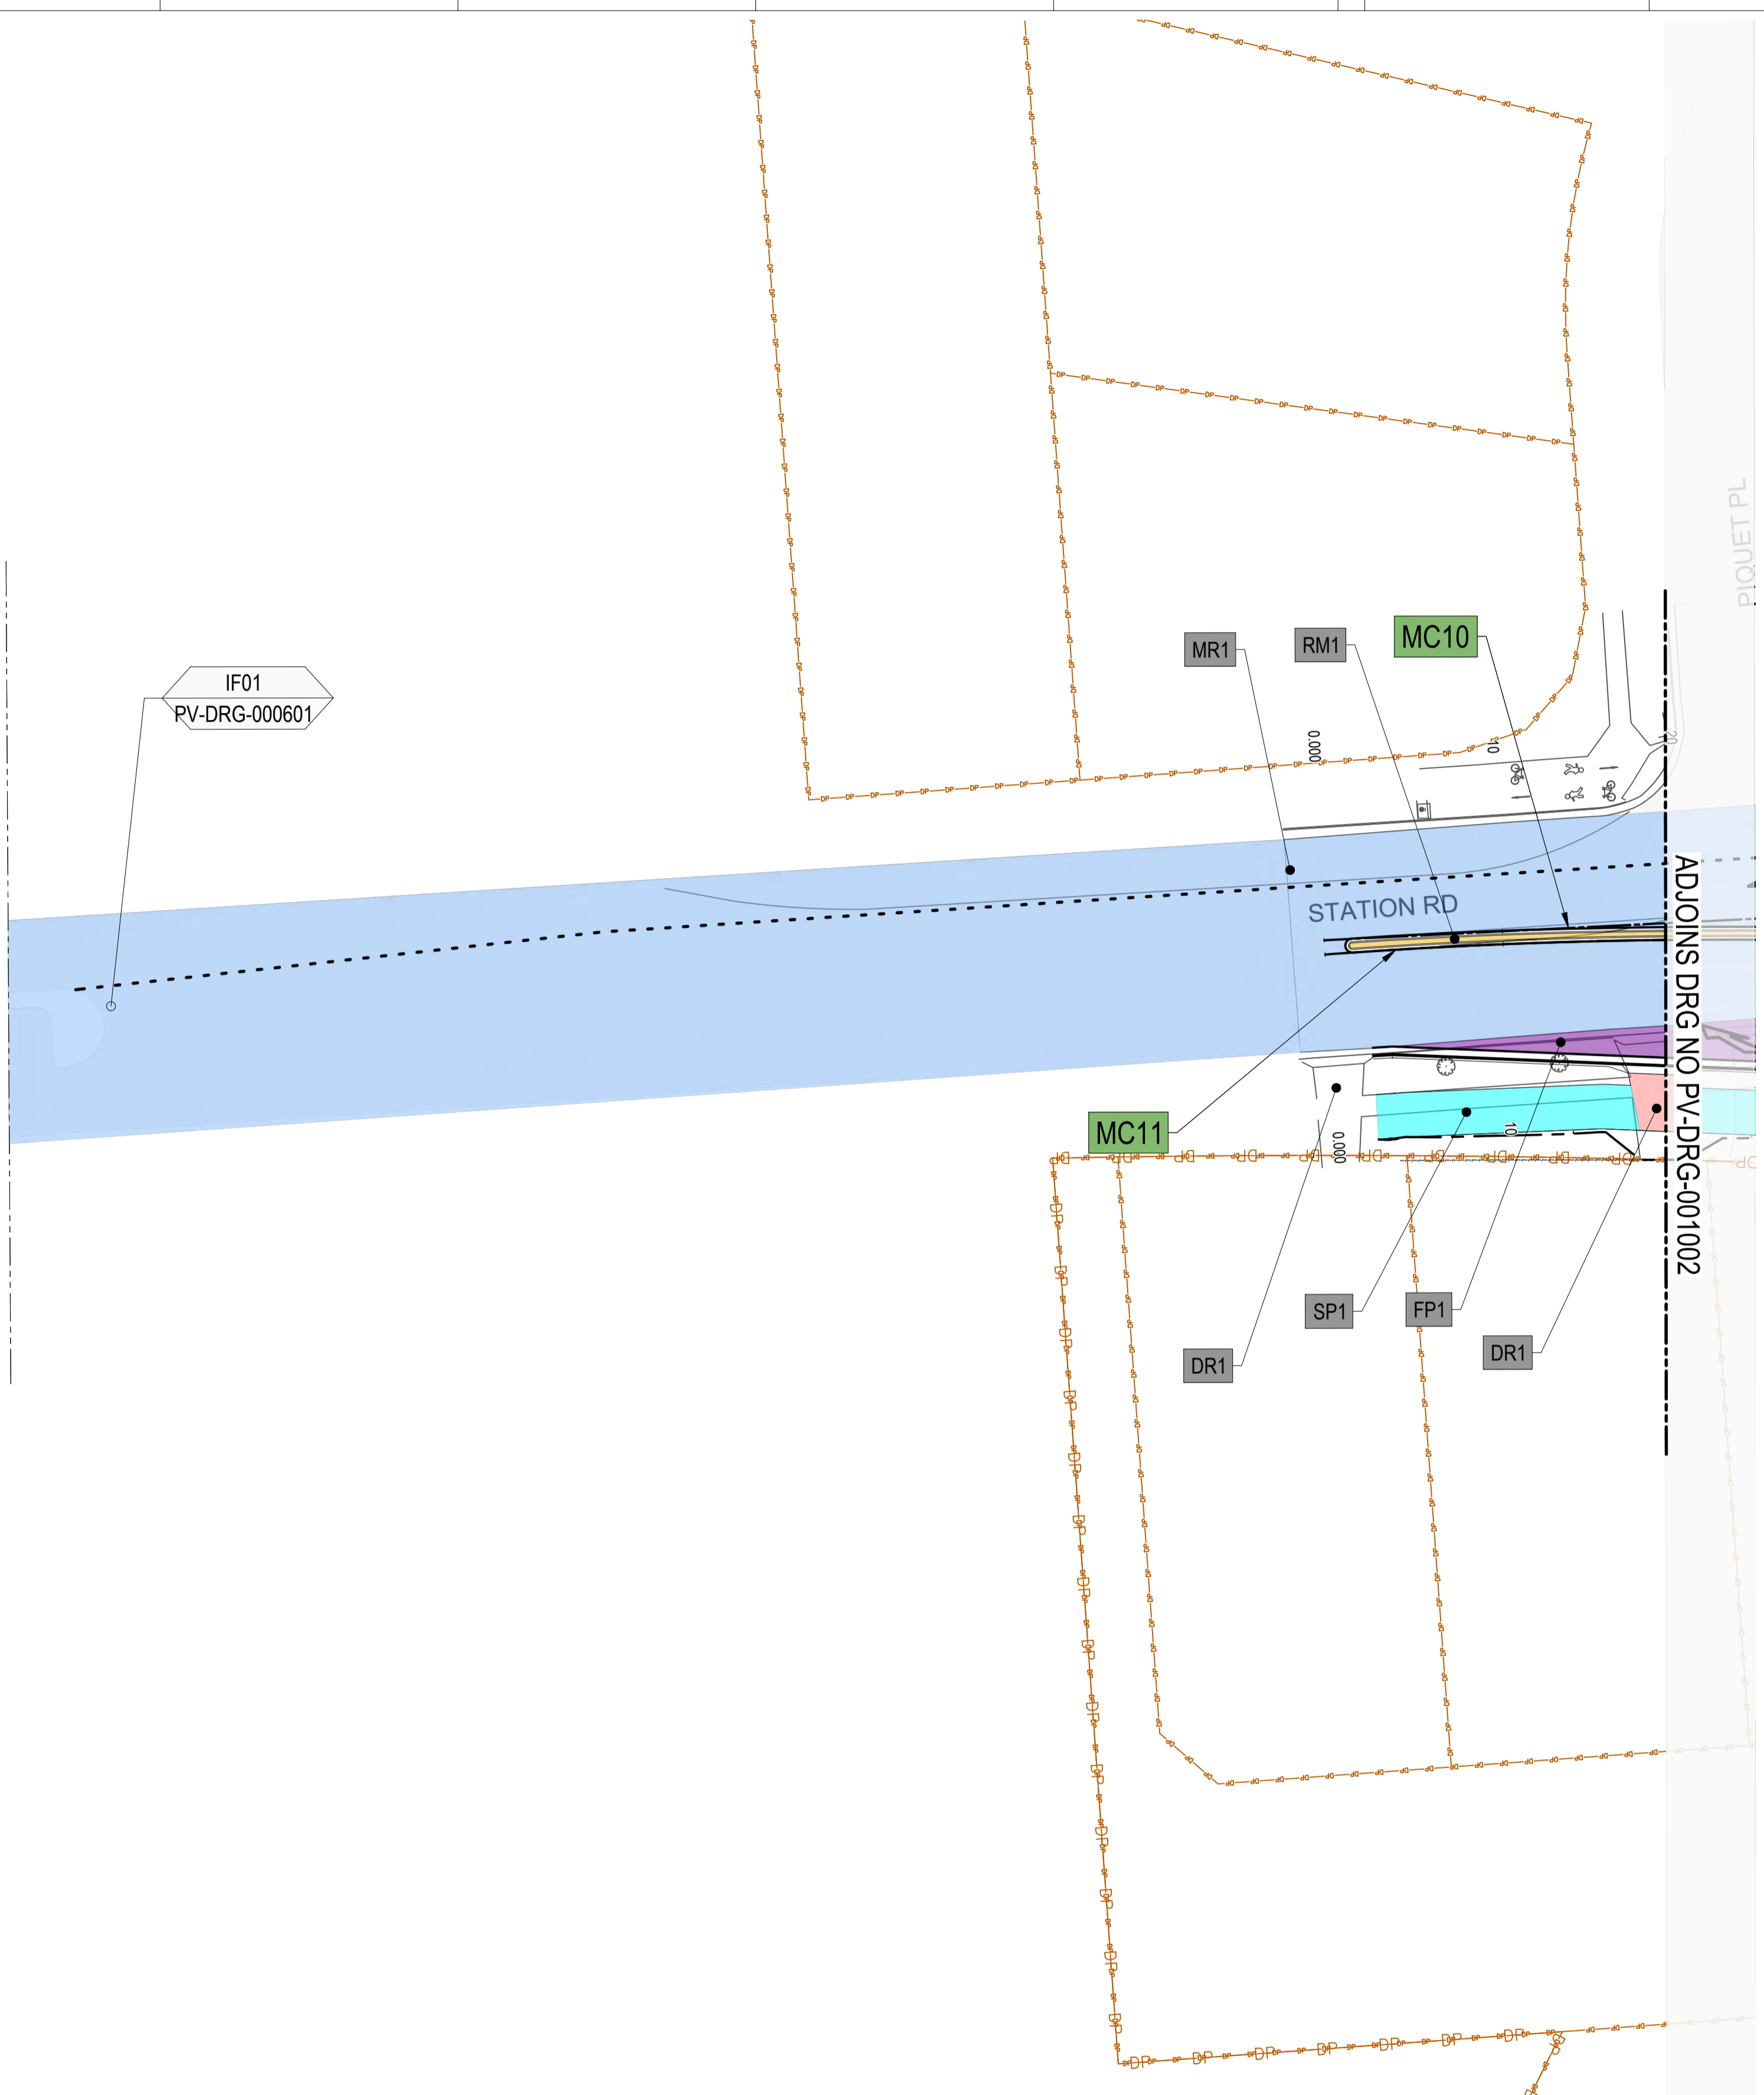 PIQUET PL
MR1
RM1
MC10
IF01
PV-DRG-000601
0.000
10
20
STATION RD
ADJOINS DRG NO PV-DRG-001002
MC11
10
0.000
SP1
FP1
DR1
DR1
DP